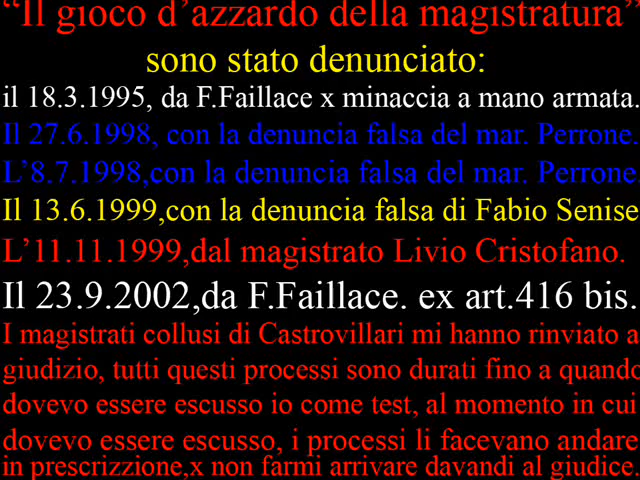 “Il gioco d’azzardo della magistratura”
sono stato denunciato:
il 18.3.1995, da F.Faillace x minaccia a mano armata.
Il 27.6.1998, con la denuncia falsa del mar. Perrone.
L’8.7.1998,con la denuncia falsa del mar. Perrone.
Il 13.6.1999,con la denuncia falsa di Fabio Senise
L’11.11.1999,dal magistrato Livio Cristofano.
Il 23.9.2002,da F.Faillace. ex art.416 bis.
I magistrati collusi di Castrovillari mi hanno rinviato a
giudizio, tutti questi processi sono durati fino a quando
dovevo essere escusso io come test, al momento in cui
dovevo essere escusso, i processi li facevano andare
in prescrizzione,x non farmi arrivare davandi al giudice.